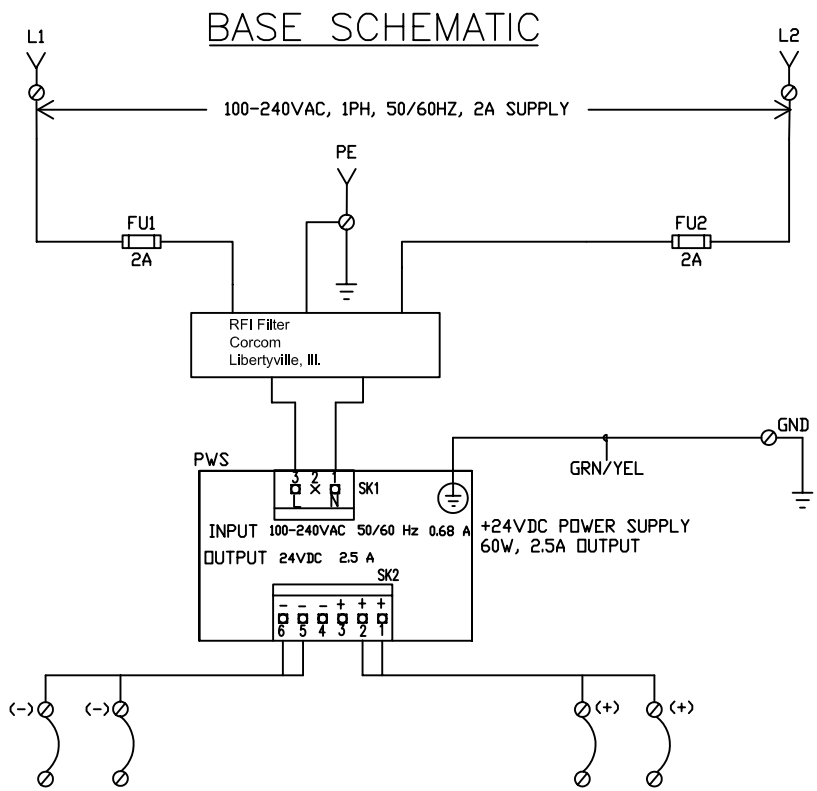 BASE SCHEMATIC
L1
L2
100-240VAC, 1PH, 50/60HZ, 2A SUPPLY
PE
FU1
2A
FU2
2A
RFI Filter
Corcom
Libertyville, Ill.
GND
GRN/YEL
PWS
3 2 1
SK1
L N
INPUT 100-240VAC 50/60 Hz 0.68 A
+24VDC POWER SUPPLY
60W, 2.5A OUTPUT
OUTPUT 24VDC 2.5 A
SK2
- - - + + +
6 5 4 3 2 1
(-) (-) (+) (+)